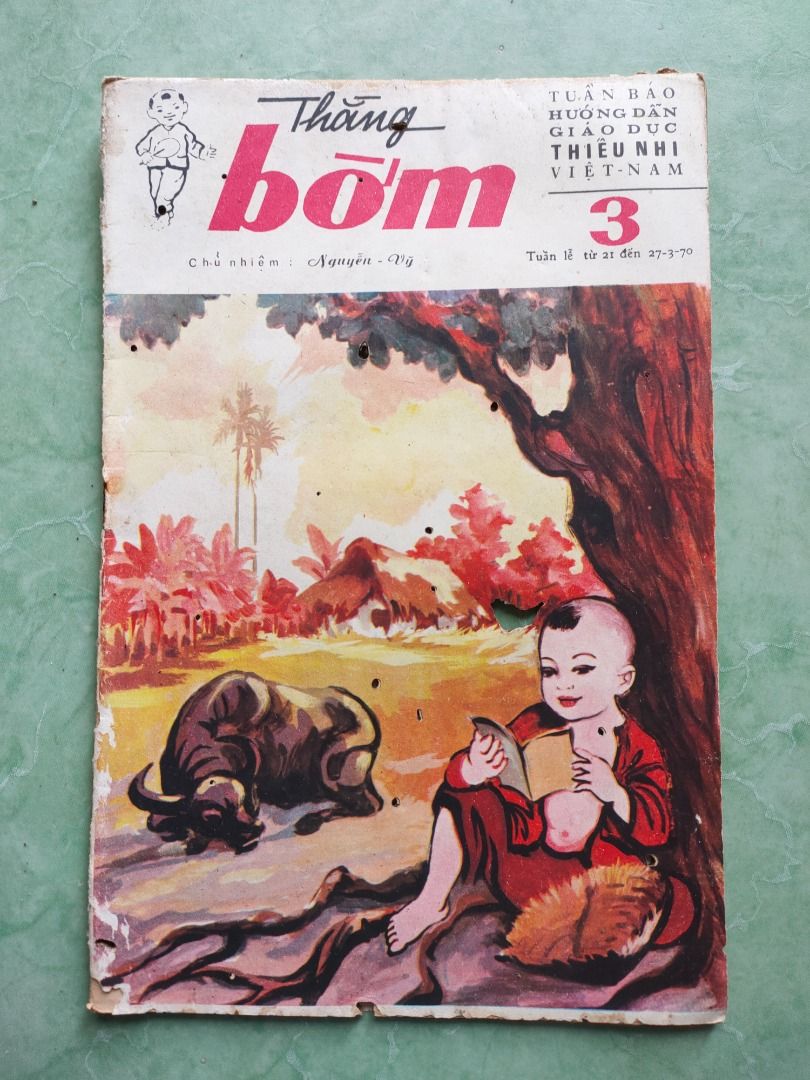 Thằng
bờm
Chủ nhiệm : Nguyễn - Vỹ
TUẦN BÁO
HƯỚNG DẪN
GIÁO DỤC
THIẾU NHI
VIỆT-NAM
3
Tuần lễ từ 21 đến 27-3-70